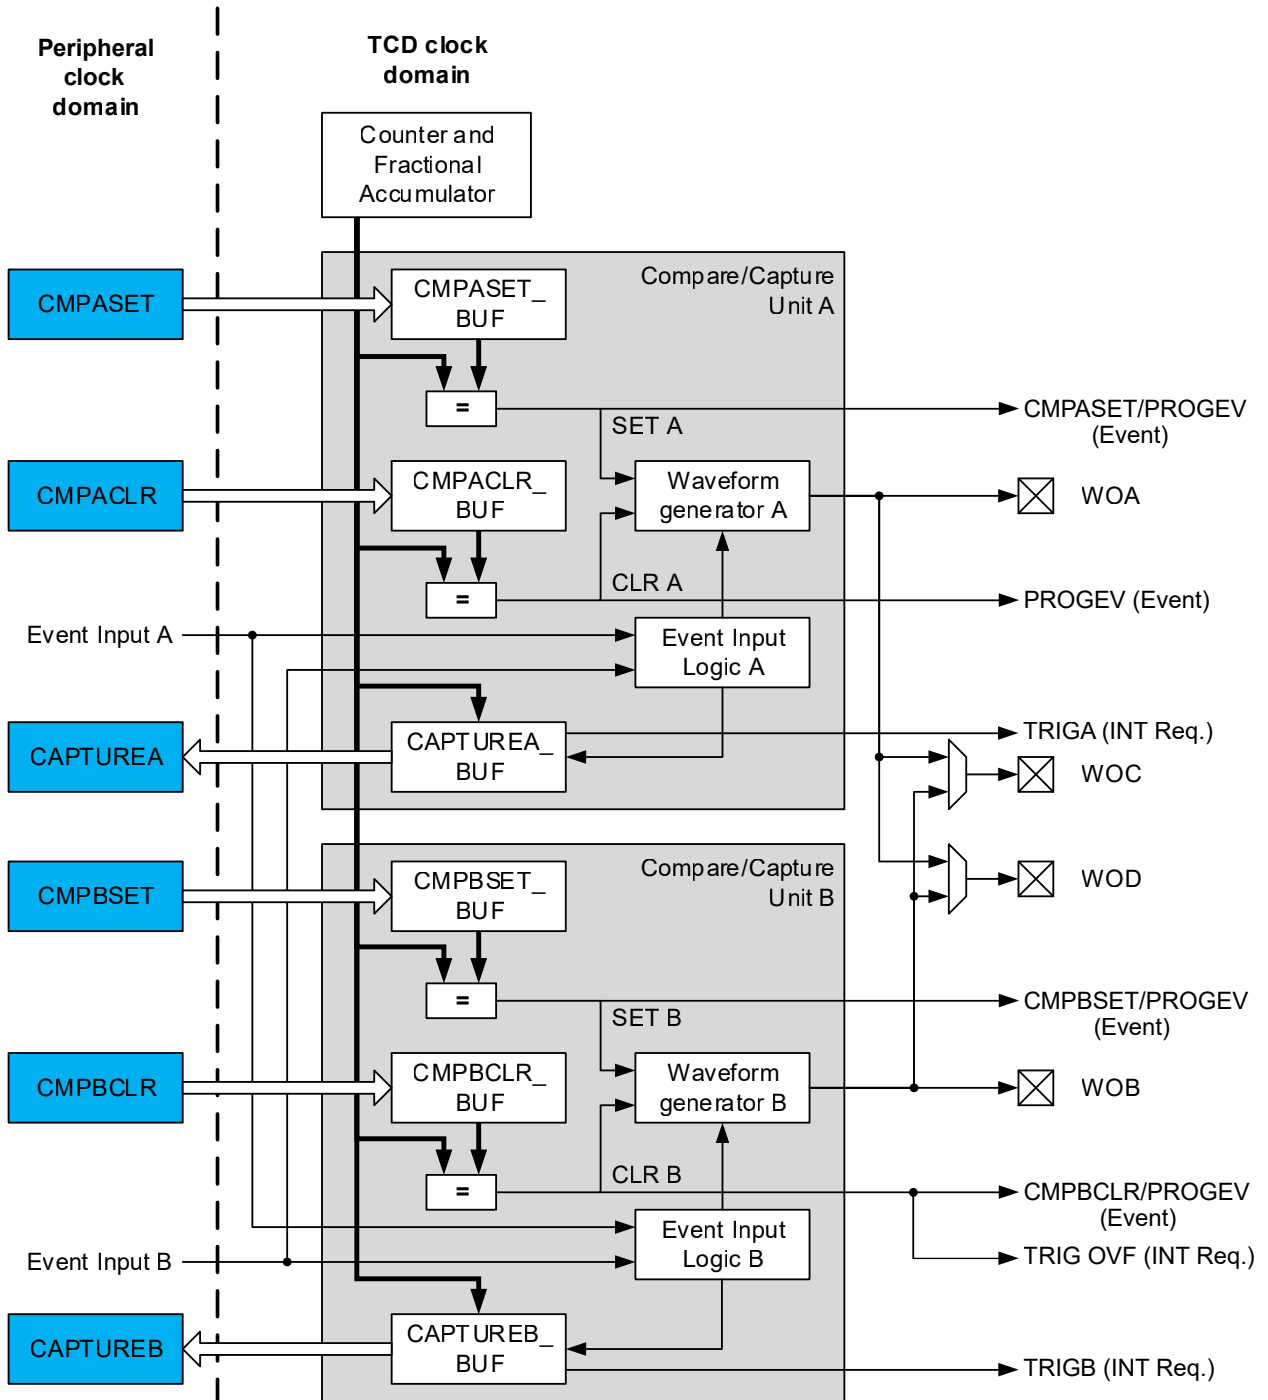 Peripheral
clock
domain
TCD clock
domain
Counter and
Fractional
Accumulator
Compare/Capture
Unit A
CMPASET
CMPASET_
BUF
=
SET A
CMPASET/PROGEV
(Event)
CMPACLR
CMPACLR_
BUF
Waveform
generator A
WOA
=
CLR A
PROGEV (Event)
Event Input A
Event Input
Logic A
CAPTUREA
CAPTUREA_
BUF
TRIGA (INT Req.)
WOC
Compare/Capture
Unit B
CMPBSET
CMPBSET_
BUF
WOD
=
SET B
CMPBSET/PROGEV
(Event)
CMPBCLR
CMPBCLR_
BUF
Waveform
generator B
WOB
=
CLR B
CMPBCLR/PROGEV
(Event)
Event Input B
Event Input
Logic B
TRIG OVF (INT Req.)
CAPTUREB
CAPTUREB_
BUF
TRIGB (INT Req.)